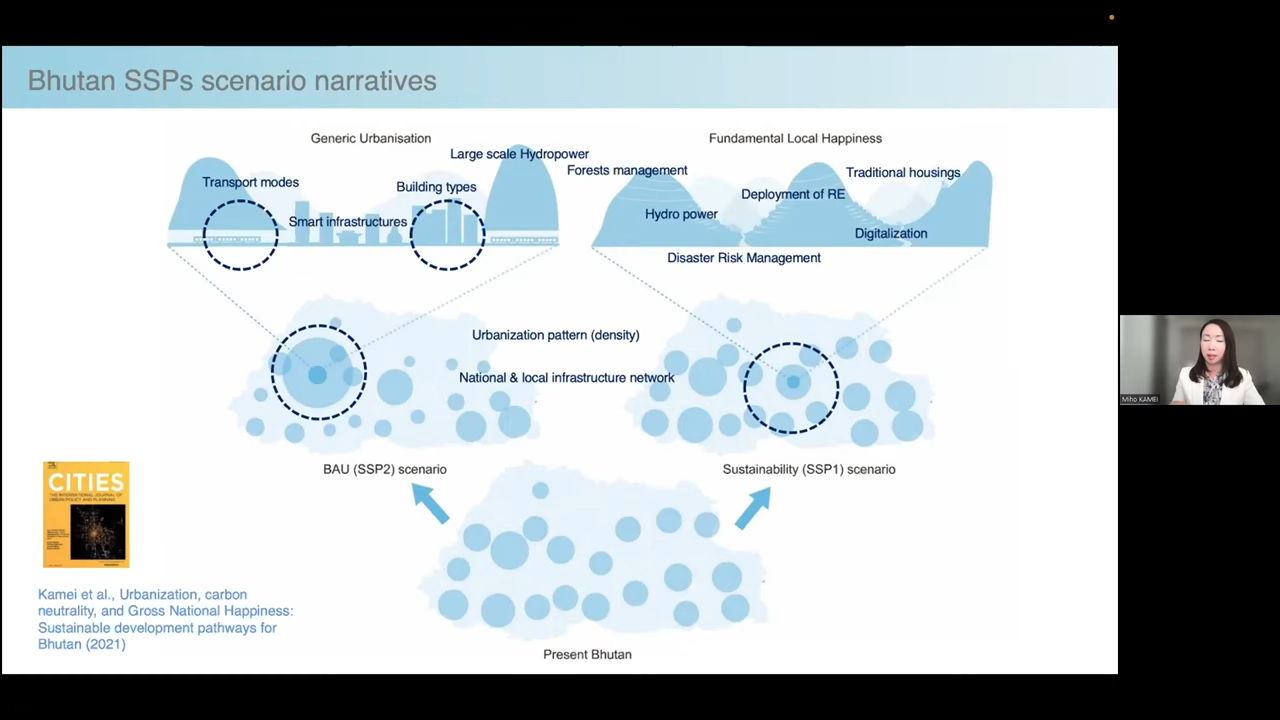 Bhutan SSPs scenario narratives
Generic Urbanisation
Fundamental Local Happiness
Large scale Hydropower
Transport modes
Building types
Smart infrastructures
Forests management
Traditional housings
Deployment of RE
Hydro power
Digitalization
Disaster Risk Management
Urbanization pattern (density)
National & local infrastructure network
BAU (SSP2) scenario
Sustainability (SSP1) scenario
CITIES
THE INTERNATIONAL JOURNAL OF
URBAN POLICY AND PLANNING
Kamei et al., Urbanization, carbon
neutrality, and Gross National Happiness:
Sustainable development pathways for
Bhutan (2021)
Present Bhutan
Miho KAMEI